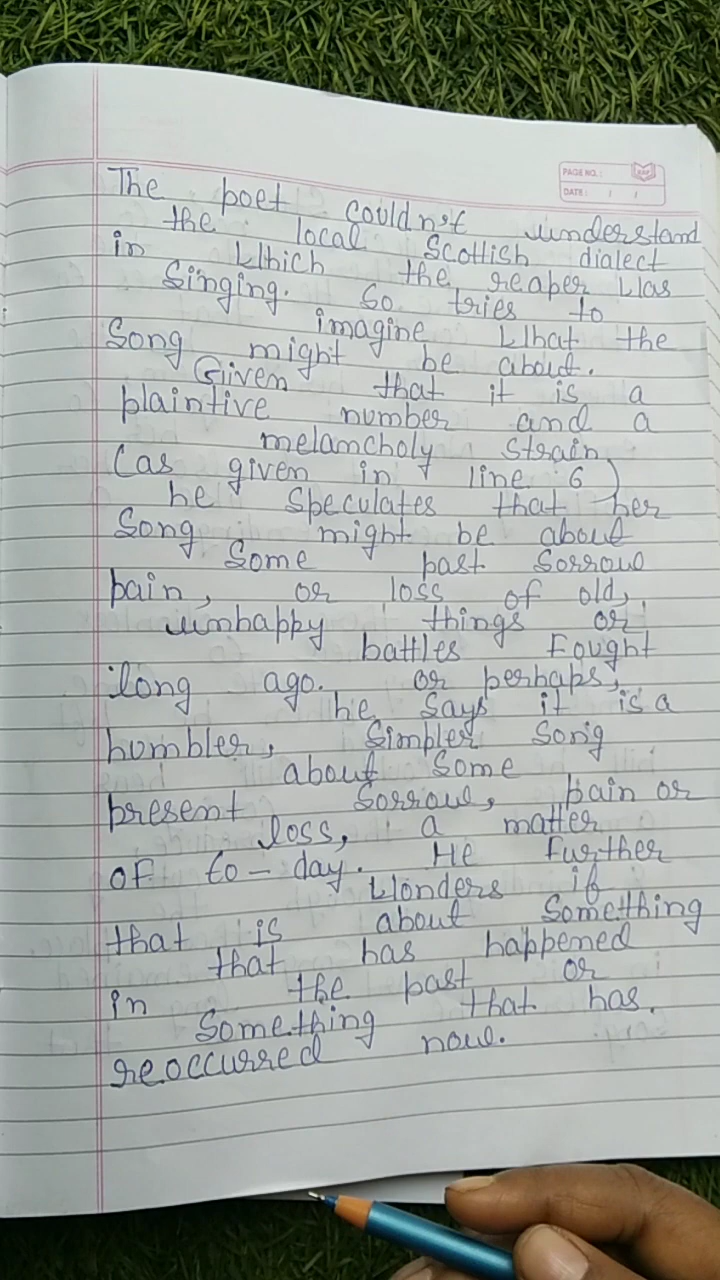 PAGE NO.:
DATE: / /
The poet couldn't understand
the local Scottish dialect
in which the reaper was
singing. So tries to
imagine what the
Song might be about.
Given that it is a
plaintive number and a
melancholy strain
(as given in line 6)
he speculates that her
Song might be about
Some past sorrow
pain, or loss of old,
unhappy things or
battles Fought
long ago. or perhaps,
he says it is a
humbler, Simpler Song
about Some
present Sorrow, pain or
loss, a matter
OF to-day. He further
wonders if
that is about Something
that has happened
in the past or
Something that has.
reoccurred now.